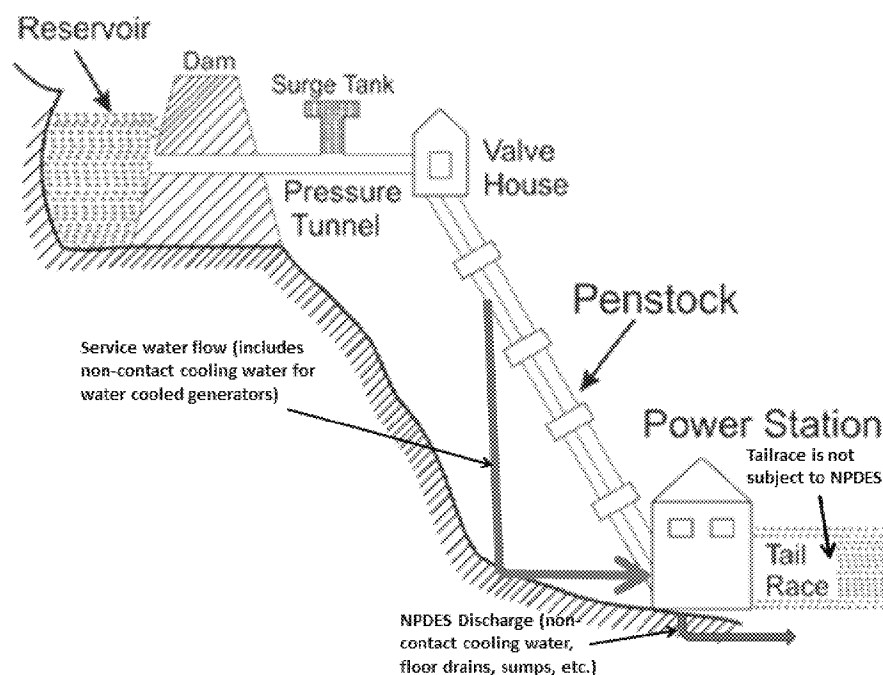 Reservoir
Dam
Surge Tank
Valve
House
Pressure
Tunnel
Penstock
Service water flow (includes
non-contact cooling water for
water cooled generators)
Power Station
Tailrace is not
subject to NPDES
Tail
Race
NPDES Discharge (non-
contact cooling water,
floor drains, sumps, etc.)